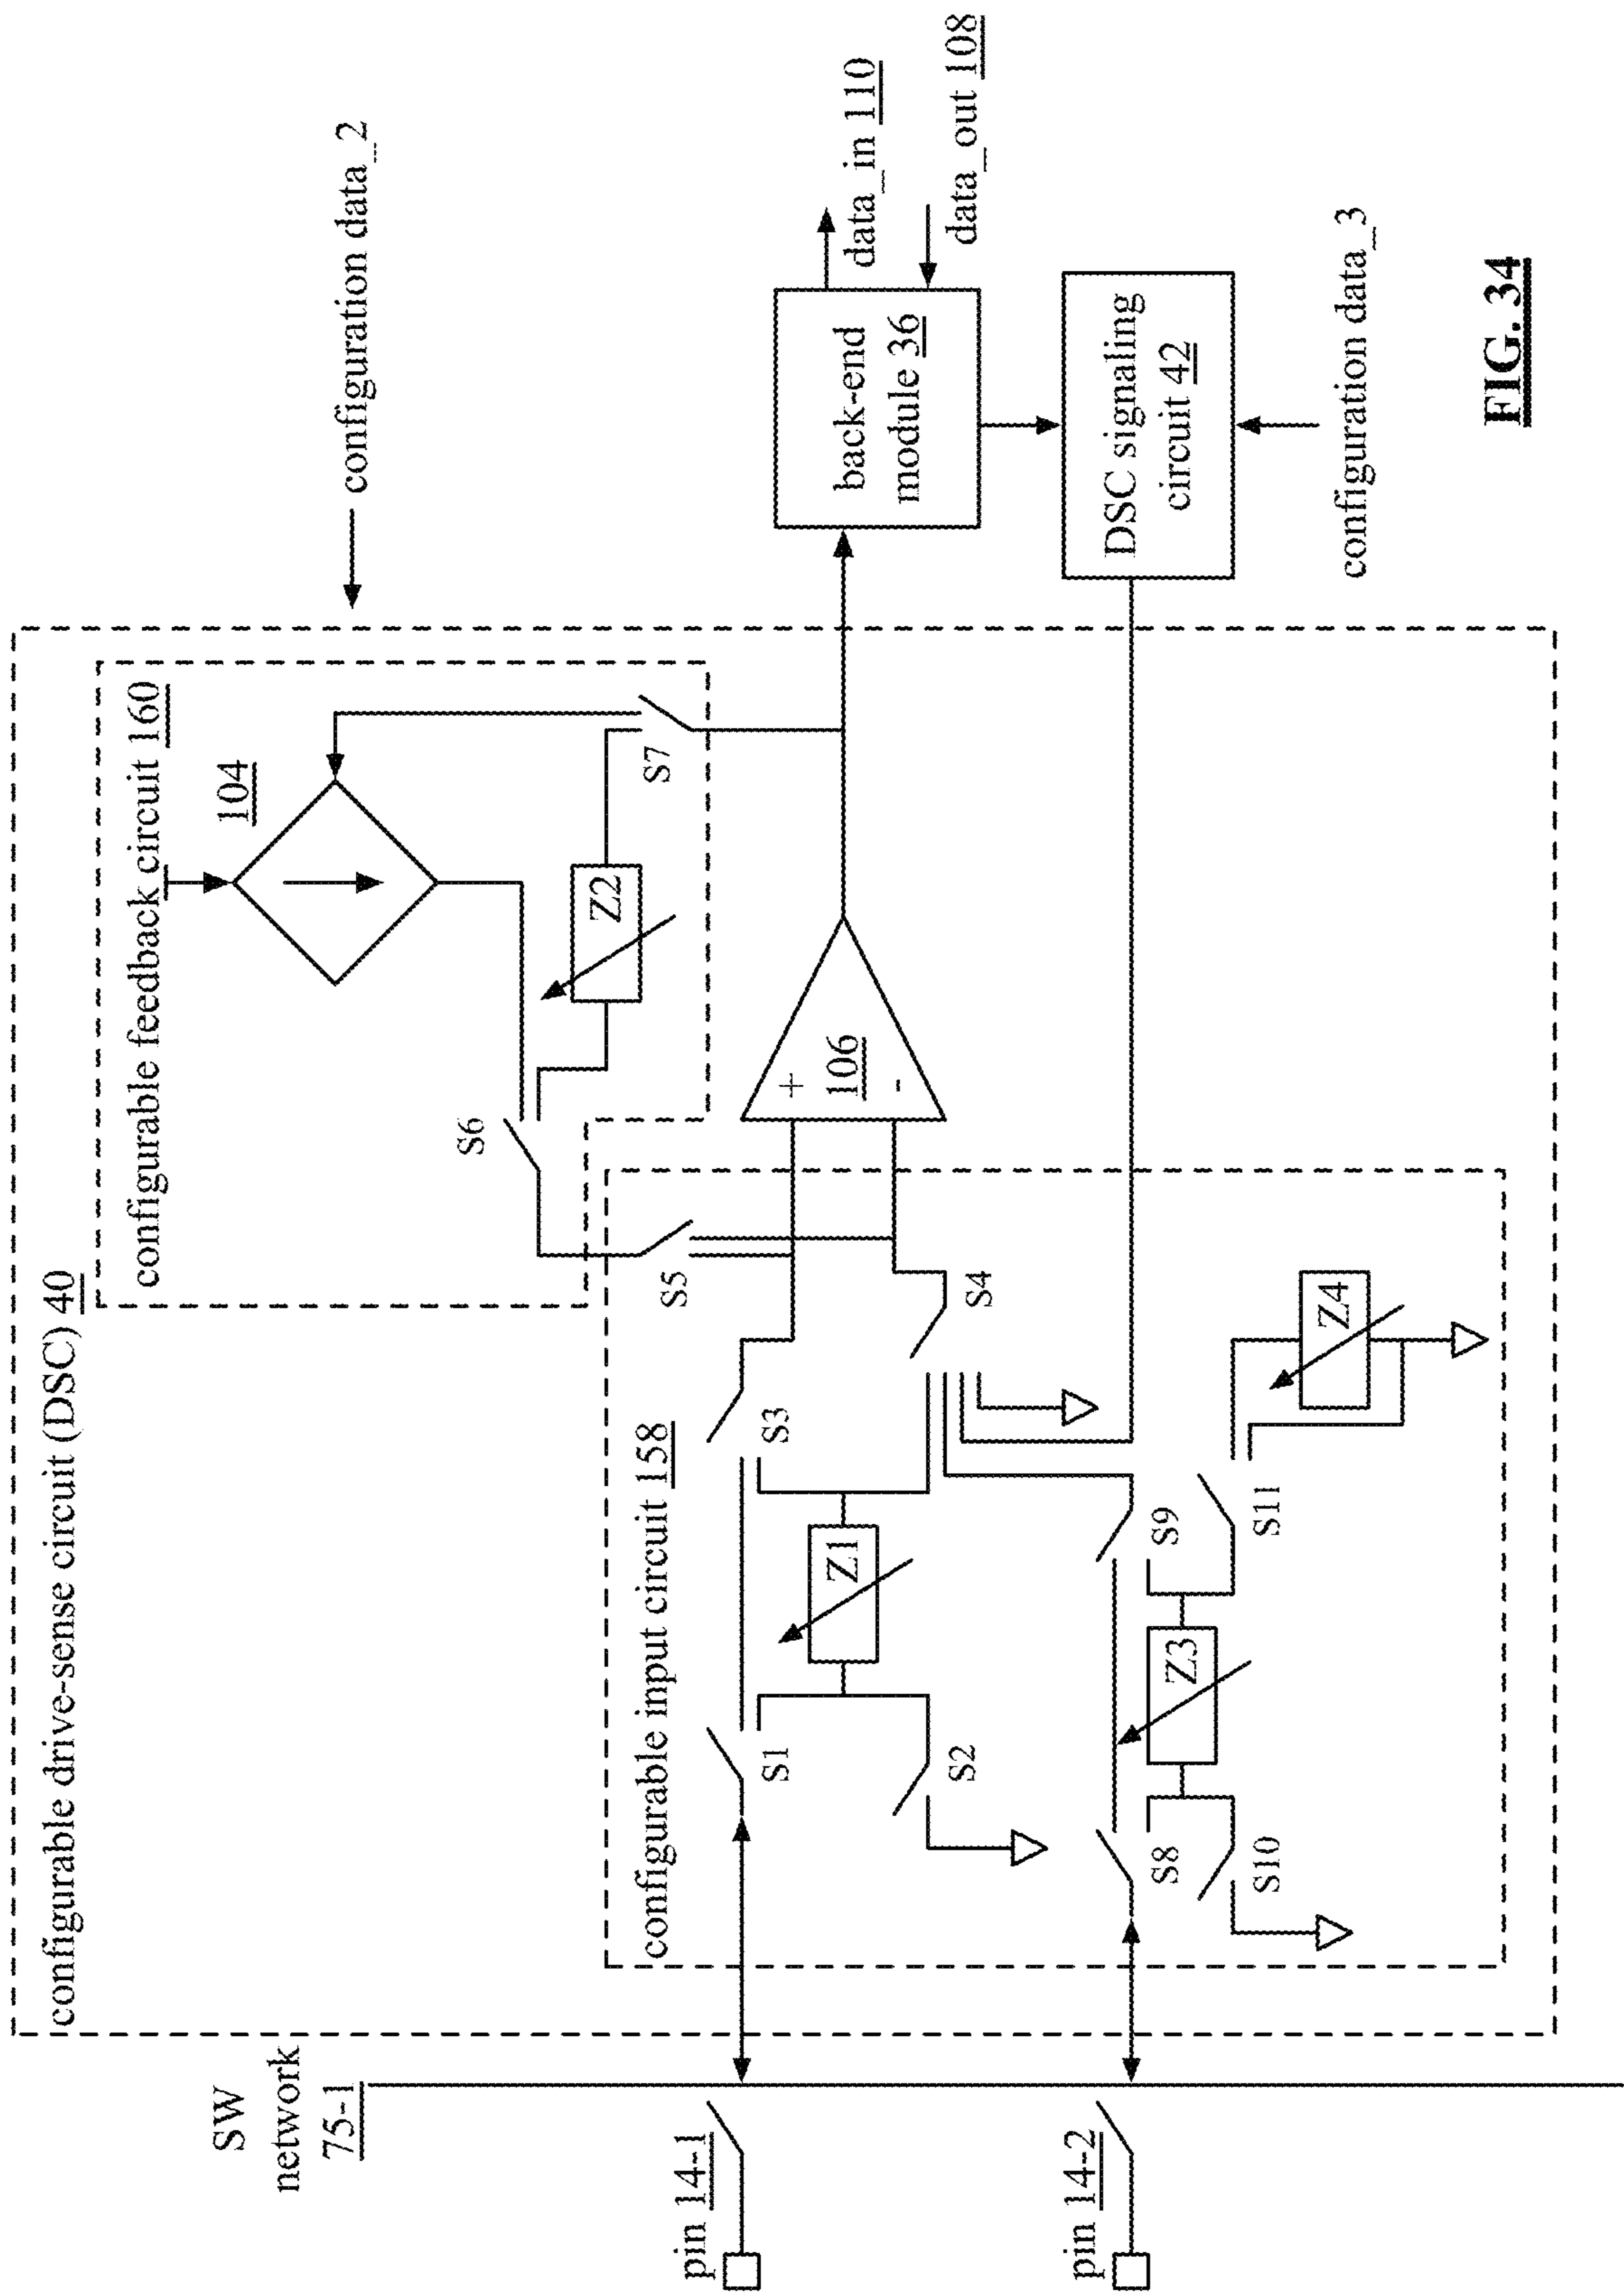 configurable drive-sense circuit (DSC) 40
configurable feedback circuit 160
104
S6
Z2
S7
configuration data_2
SW
network
75-1
pin 14-1
pin 14-2
configurable input circuit 158
S1
S2
Z1
S3
S5
S4
+
106
-
S8
S10
Z3
S9
S11
Z4
back-end
module 36
data_in 110
data_out 108
DSC signaling
circuit 42
configuration data_3
FIG. 34